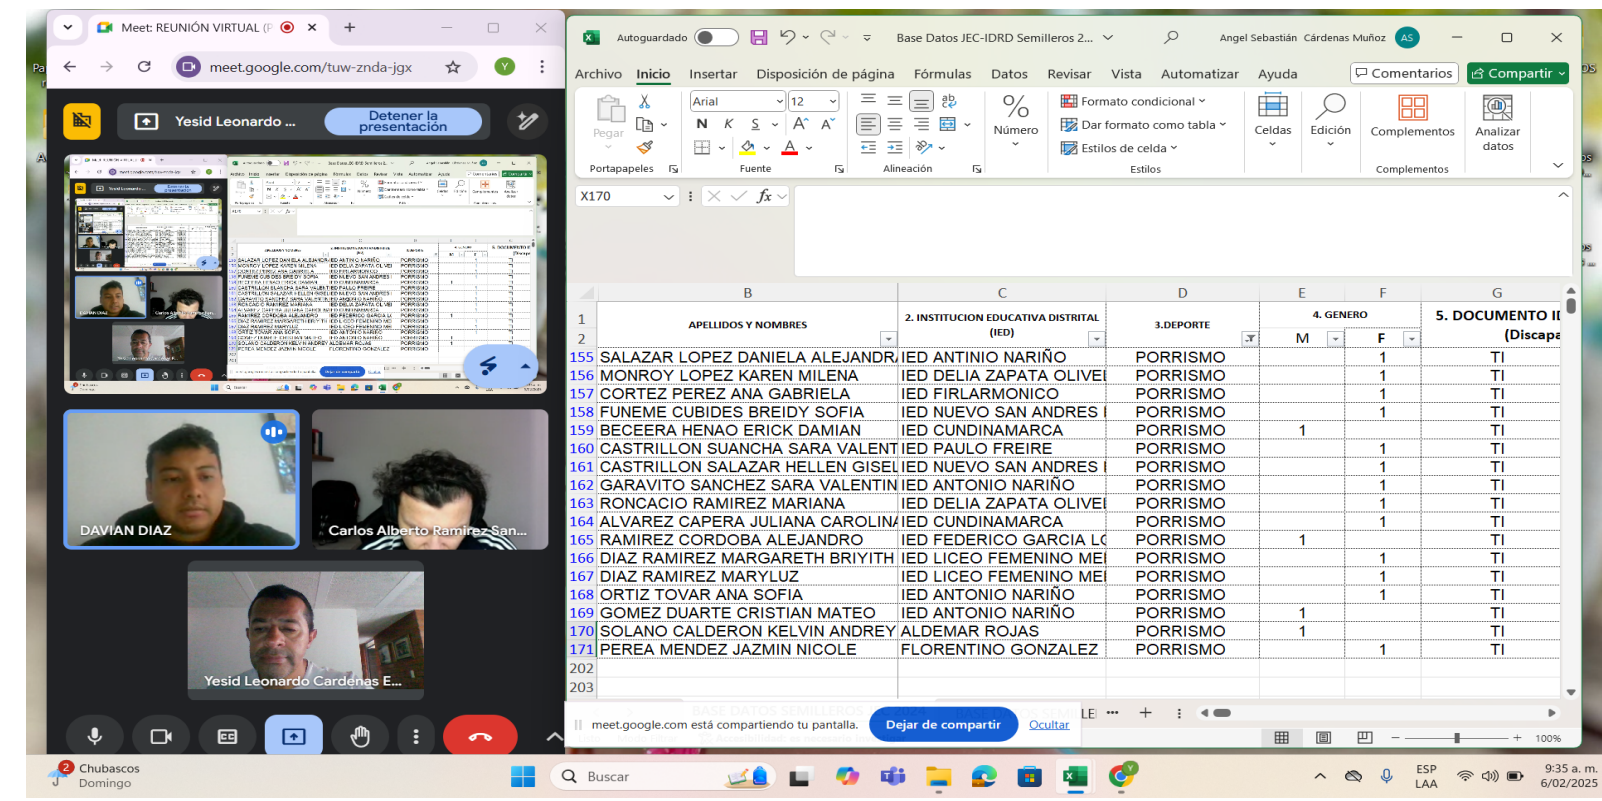 Meet: REUNIÓN VIRTUAL (P
meet.google.com/tuw-znda-jgx
Y
Yesid Leonardo ...
Detener la
presentación
DAVIAN DIAZ
Carlos Alberto Ramirez San...
Yesid Leonardo Cardenas E...
Autoguardado
Base Datos JEC-IDRD Semilleros 2...
Angel Sebastián Cárdenas Muñoz
AS
Archivo Inicio Insertar Disposición de página Fórmulas Datos Revisar Vista Automatizar Ayuda
Comentarios
Compartir
Pegar
Portapapeles
Arial
12
N K S
Fuente
Alineación
Número
Formato condicional
Dar formato como tabla
Estilos de celda
Estilos
Celdas
Edición
Complementos
Complementos
Analizar
datos
X170
fx
B C D E F G
1 APELLIDOS Y NOMBRES 2. INSTITUCION EDUCATIVA DISTRITAL (IED) 3.DEPORTE 4. GENERO 5. DOCUMENTO
2 M F (Discapa
155 SALAZAR LOPEZ DANIELA ALEJANDRA IED ANTINIO NARIÑO PORRISMO 1 TI
156 MONROY LOPEZ KAREN MILENA IED DELIA ZAPATA OLIVE PORRISMO 1 TI
157 CORTEZ PEREZ ANA GABRIELA IED FIRLARMONICO PORRISMO 1 TI
158 FUNEME CUBIDES BREIDY SOFIA IED NUEVO SAN ANDRES PORRISMO 1 TI
159 BECEERA HENAO ERICK DAMIAN IED CUNDINAMARCA PORRISMO 1 TI
160 CASTRILLON SUANCHA SARA VALENT IED PAULO FREIRE PORRISMO 1 TI
161 CASTRILLON SALAZAR HELLEN GISEL IED NUEVO SAN ANDRES PORRISMO 1 TI
162 GARAVITO SANCHEZ SARA VALENTIN IED ANTONIO NARIÑO PORRISMO 1 TI
163 RONCACIO RAMIREZ MARIANA IED DELIA ZAPATA OLIVE PORRISMO 1 TI
164 ALVAREZ CAPERA JULIANA CAROLINA IED CUNDINAMARCA PORRISMO 1 TI
165 RAMIREZ CORDOBA ALEJANDRO IED FEDERICO GARCIA LO PORRISMO 1 TI
166 DIAZ RAMIREZ MARGARETH BRIYITH IED LICEO FEMENINO ME PORRISMO 1 TI
167 DIAZ RAMIREZ MARYLUZ IED LICEO FEMENINO ME PORRISMO 1 TI
168 ORTIZ TOVAR ANA SOFIA IED ANTONIO NARIÑO PORRISMO 1 TI
169 GOMEZ DUARTE CRISTIAN MATEO IED ANTONIO NARIÑO PORRISMO 1 TI
170 SOLANO CALDERON KELVIN ANDREY ALDEMAR ROJAS PORRISMO 1 TI
171 PEREA MENDEZ JAZMIN NICOLE FLORENTINO GONZALEZ PORRISMO 1 TI
202
203
meet.google.com está compartiendo tu pantalla.
Dejar de compartir
Ocultar
100%
2
Chubascos
Domingo
Buscar
ESP
LAA
9:35 a. m.
6/02/2025